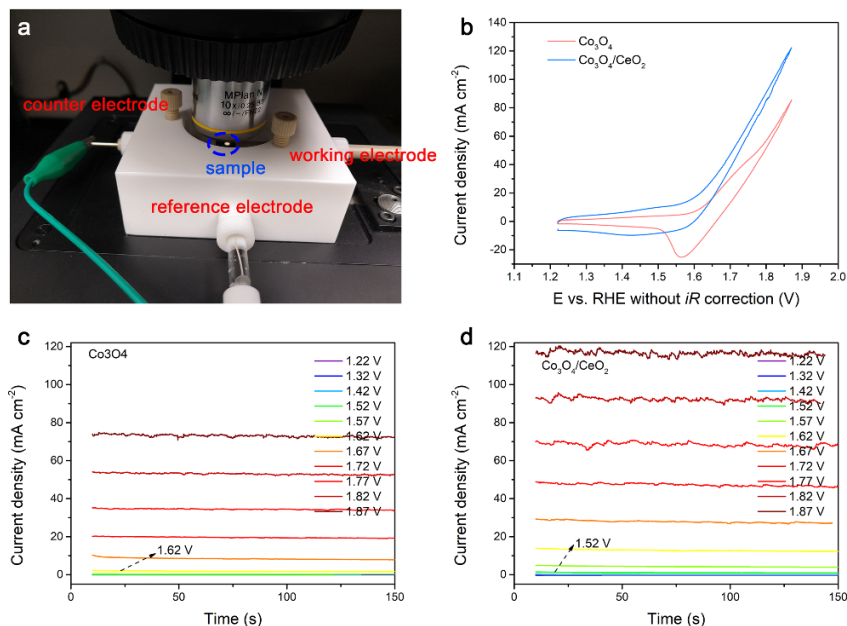 a
MPlan N
10x/0.25
∞/-/
counter electrode
working electrode
sample
reference electrode
b
Co₃O₄
Co₃O₄/CeO₂
Current density (mA cm⁻²)
140
120
100
80
60
40
20
0
-20
1.1 1.2 1.3 1.4 1.5 1.6 1.7 1.8 1.9 2.0
E vs. RHE without iR correction (V)
c
Co3O4
Current density (mA cm⁻²)
120
100
80
60
40
20
0
1.22 V
1.32 V
1.42 V
1.52 V
1.57 V
1.62 V
1.67 V
1.72 V
1.77 V
1.82 V
1.87 V
1.62 V
0 50 100 150
Time (s)
d
Co₃O₄/CeO₂
Current density (mA cm⁻²)
120
100
80
60
40
20
0
1.22 V
1.32 V
1.42 V
1.52 V
1.57 V
1.62 V
1.67 V
1.72 V
1.77 V
1.82 V
1.87 V
1.52 V
0 50 100 150
Time (s)